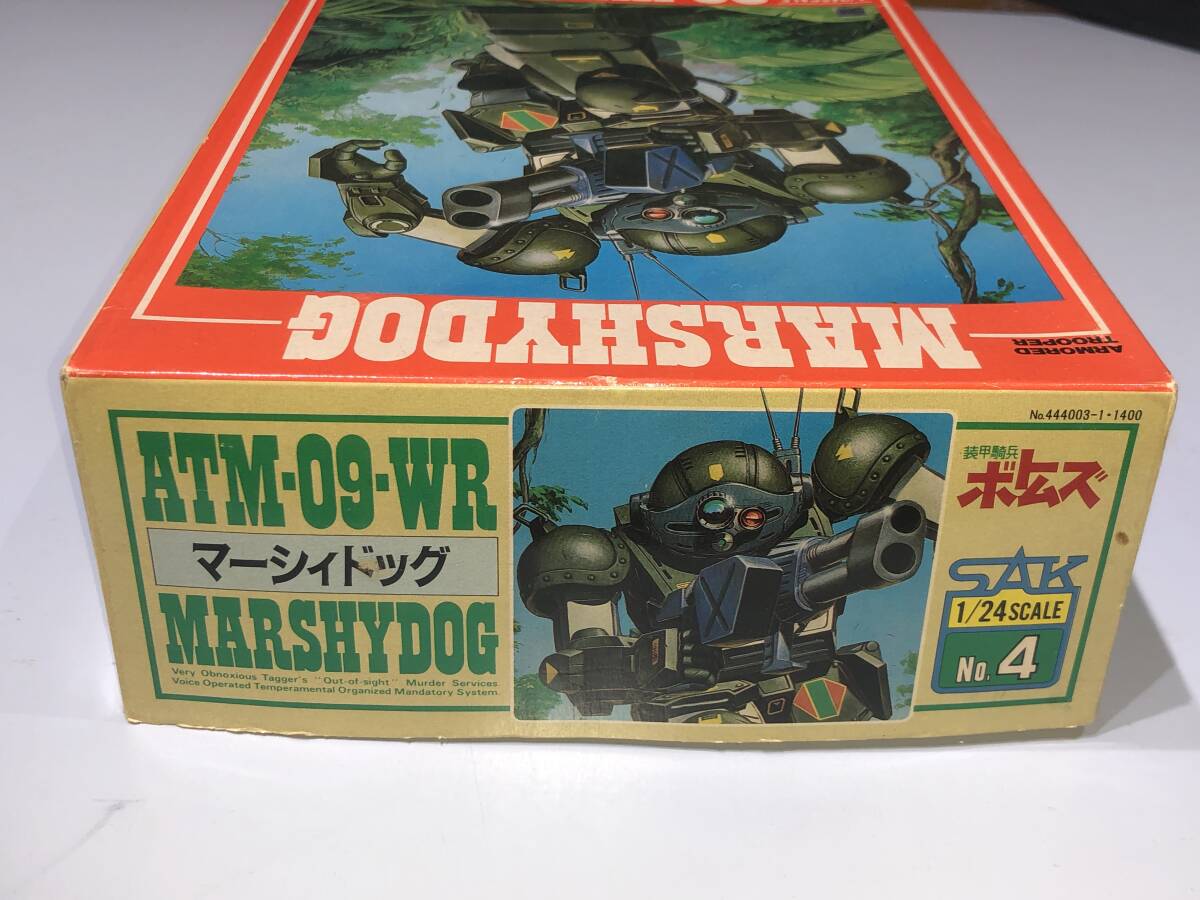 MARSHYDOG
ARMORED
TROOPER
No.444003-1・1400
ATM-09-WR
マーシィドッグ
MARSHYDOG
Very Obnoxious Tagger's "Out-of-sight" Murder Services
Voice Operated Temperamental Organized Mandatory System.
装甲騎兵
ボトムズ
SAK
1/24 SCALE
No. 4